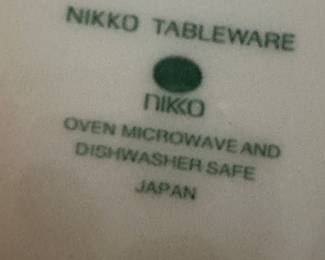 NIKKO TABLEWARE
nikko
OVEN MICROWAVE AND
DISHWASHER SAFE
JAPAN